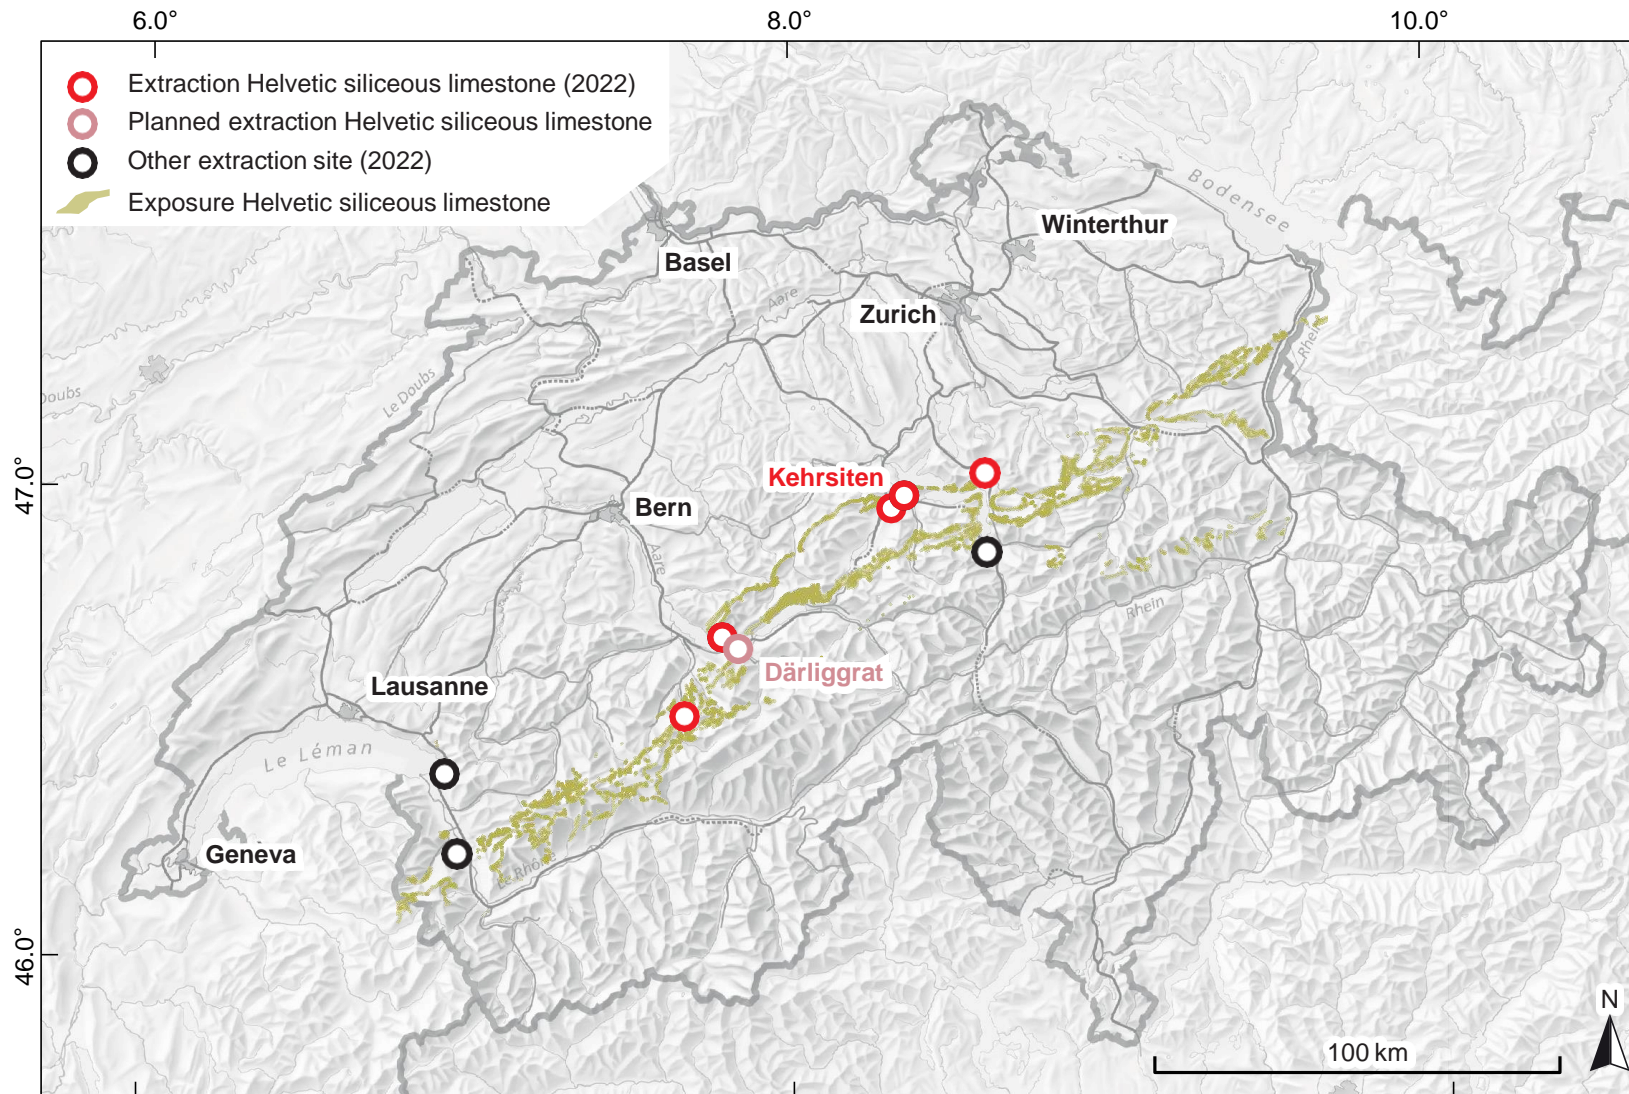 6.0°
8.0°
10.0°
Extraction Helvetic siliceous limestone (2022)
Planned extraction Helvetic siliceous limestone
Other extraction site (2022)
Exposure Helvetic siliceous limestone
Bodensee
Winterthur
Basel
Aare
Zurich
Rhein
Le Doubs
Doubs
47.0°
Kehrsiten
Bern
Aare
Rhein
Därliggrat
Lausanne
Le Léman
Geneva
Le Rhône
46.0°
N
100 km